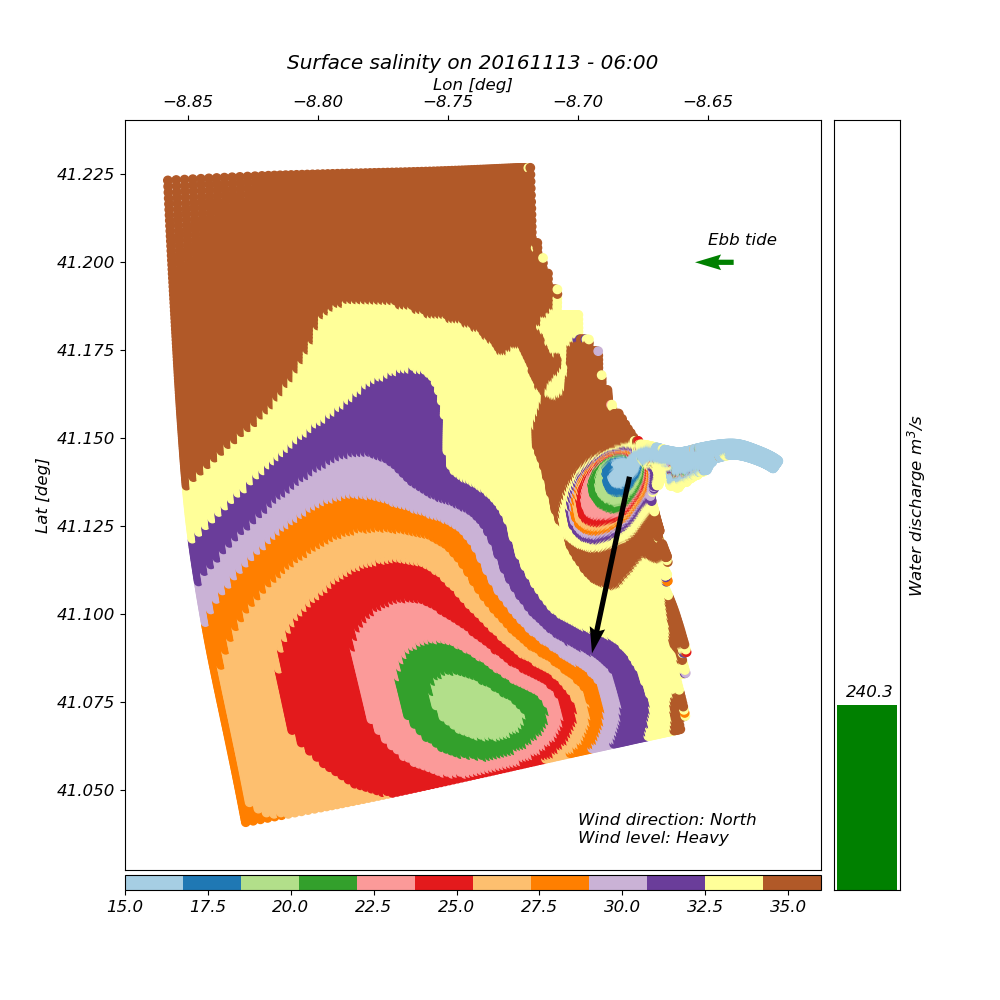 Surface salinity on 20161113 - 06:00
Lon [deg]
−8.85 −8.80 −8.75 −8.70 −8.65
41.225
41.200
41.175
41.150
41.125
41.100
41.075
41.050
Lat [deg]
Ebb tide
Wind direction: North
Wind level: Heavy
240.3
Water discharge m³/s
15.0 17.5 20.0 22.5 25.0 27.5 30.0 32.5 35.0